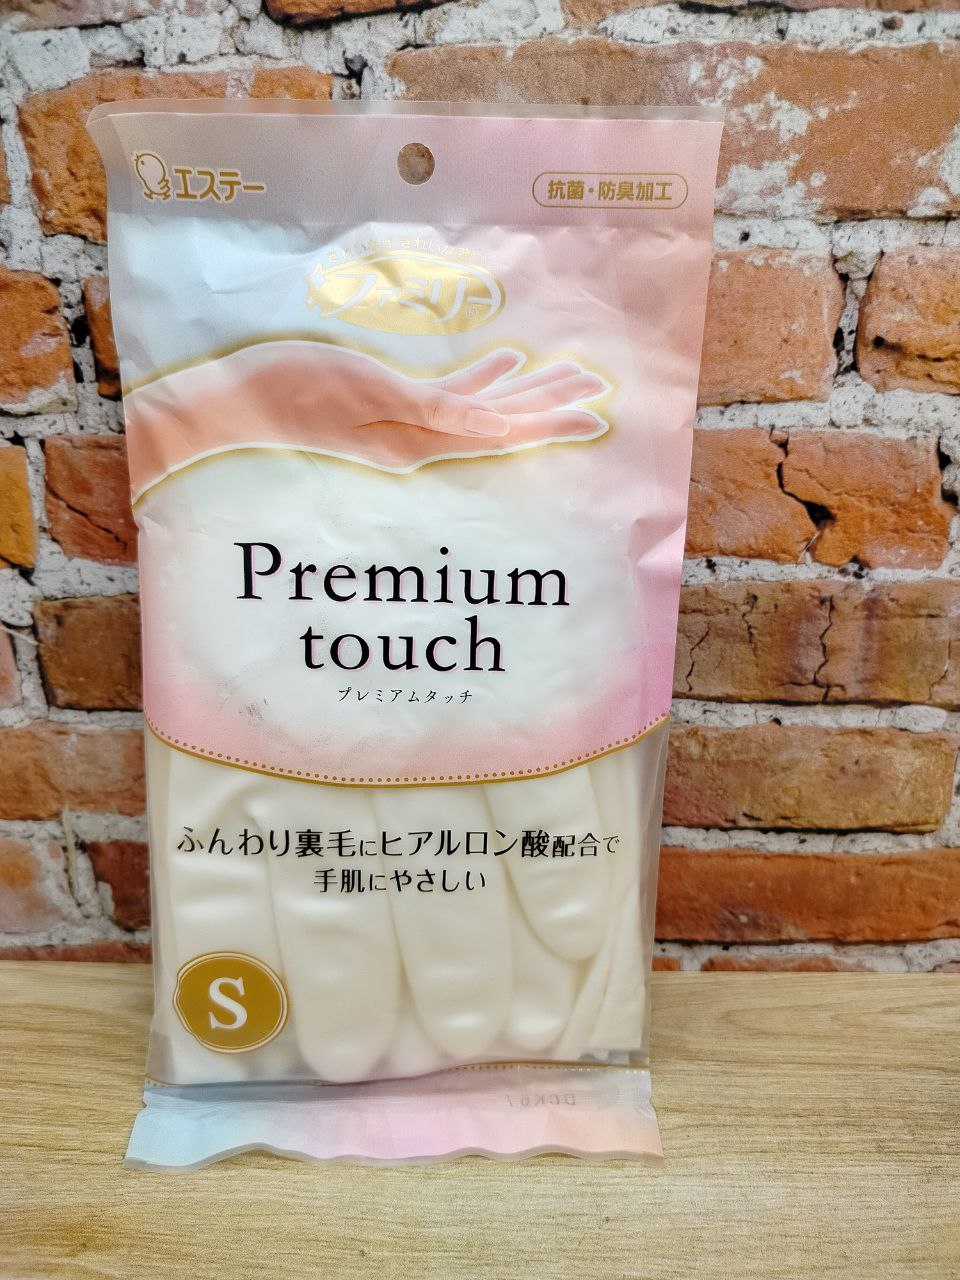 エステー
抗菌・防臭加工
ファミリー®
Premium
touch
プレミアムタッチ
ふんわり裏毛にヒアルロン酸配合で
手肌にやさしい
S